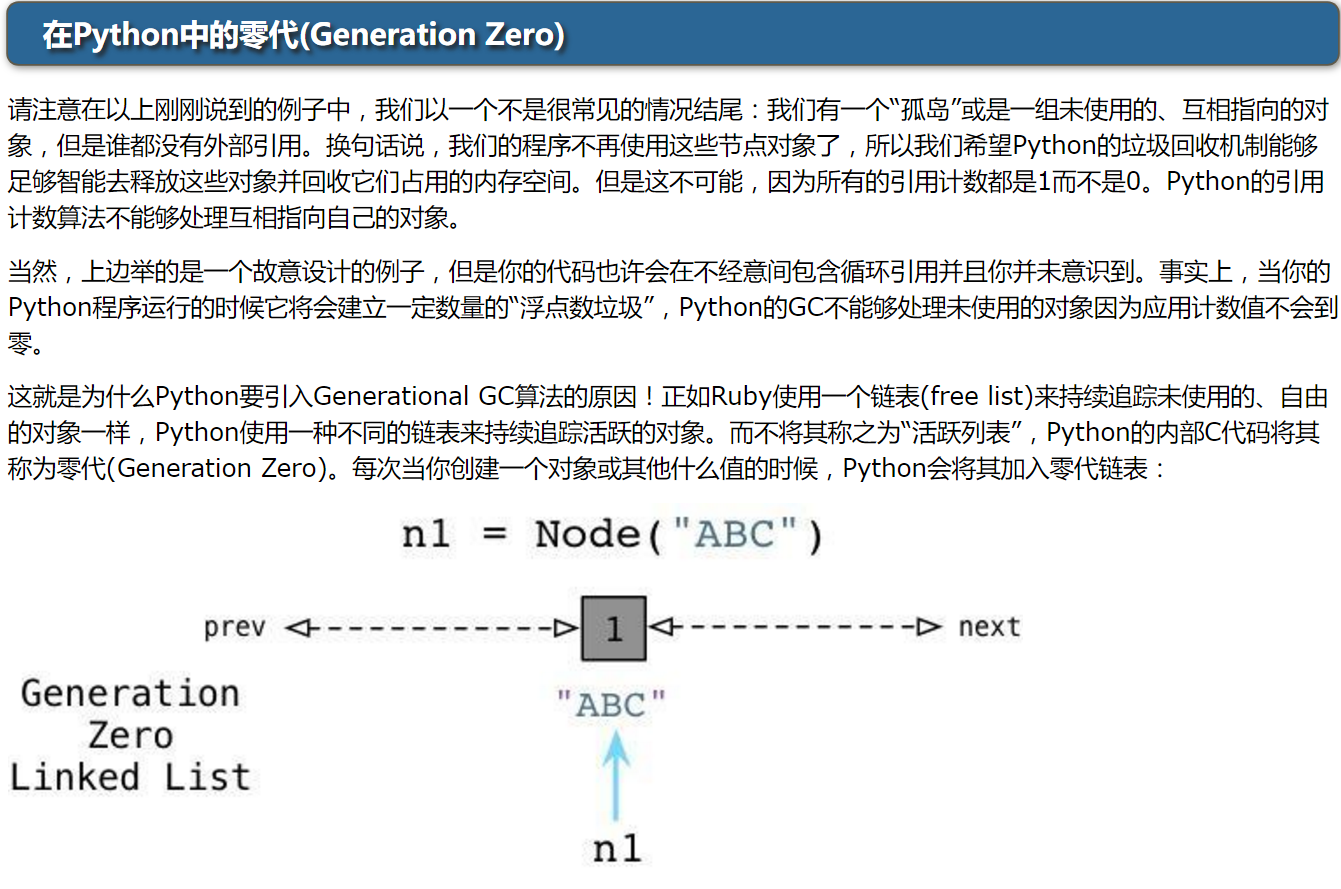 在Python中的零代(Generation Zero)
请注意在以上刚刚说到的例子中，我们以一个不是很常见的情况结尾：我们有一个“孤岛”或是一组未使用的、互相指向的对
象，但是谁都没有外部引用。换句话说，我们的程序不再使用这些节点对象了，所以我们希望Python的垃圾回收机制能够
足够智能去释放这些对象并回收它们占用的内存空间。但是这不可能，因为所有的引用计数都是1而不是0。Python的引用
计数算法不能够处理互相指向自己的对象。
当然，上边举的是一个故意设计的例子，但是你的代码也许会在不经意间包含循环引用并且你并未意识到。事实上，当你的
Python程序运行的时候它将会建立一定数量的“浮点数垃圾”，Python的GC不能够处理未使用的对象因为应用计数值不会到
零。
这就是为什么Python要引入Generational GC算法的原因！正如Ruby使用一个链表(free list)来持续追踪未使用的、自由
的对象一样，Python使用一种不同的链表来持续追踪活跃的对象。而不将其称之为“活跃列表”，Python的内部C代码将其
称为零代(Generation Zero)。每次当你创建一个对象或其他什么值的时候，Python会将其加入零代链表：
n1 = Node("ABC")
prev 1 next
Generation
Zero
Linked List
"ABC"
n1